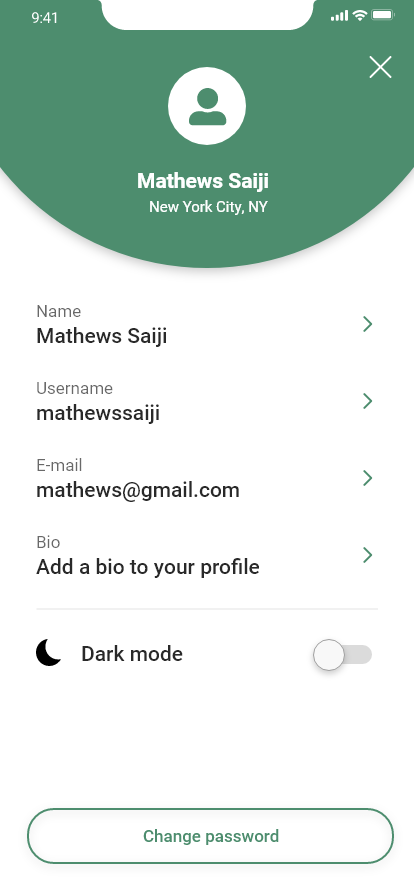 9:41
Mathews Saiji
New York City, NY
Name
Mathews Saiji
Username
mathewssaiji
E-mail
mathews@gmail.com
Bio
Add a bio to your profile
Dark mode
Change password